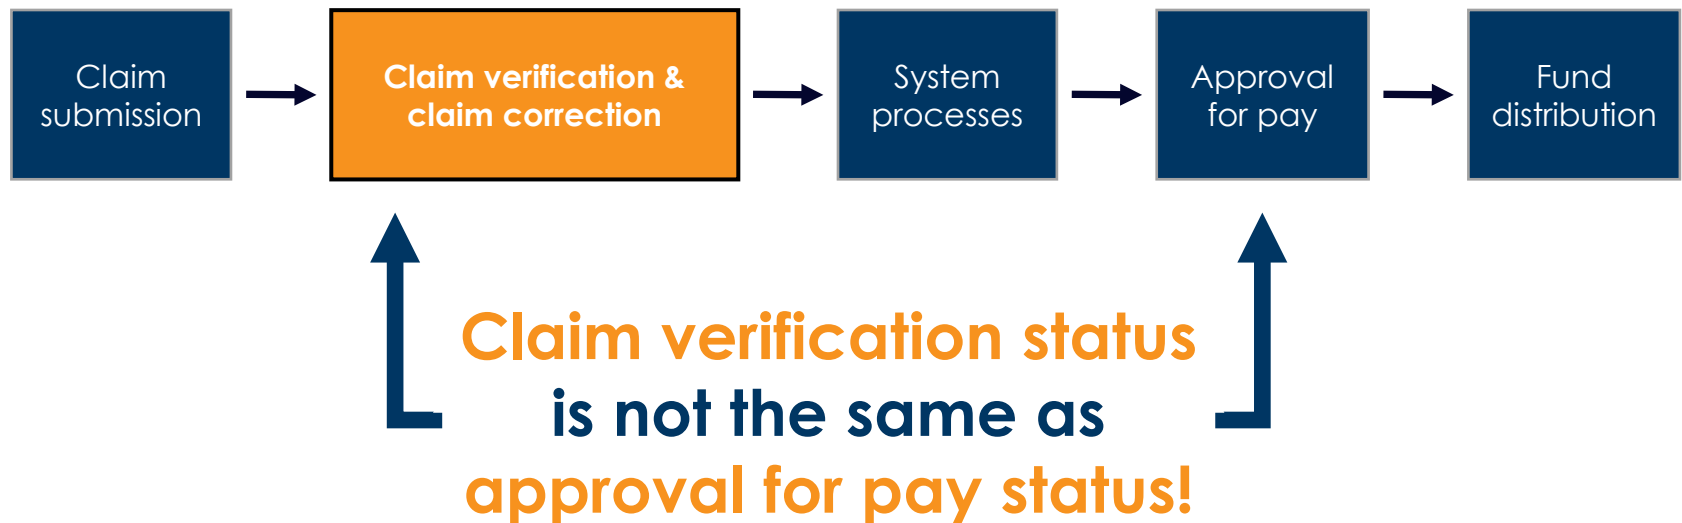 Claim
submission
Claim verification &
claim correction
System
processes
Approval
for pay
Fund
distribution
Claim verification status
is not the same as
approval for pay status!